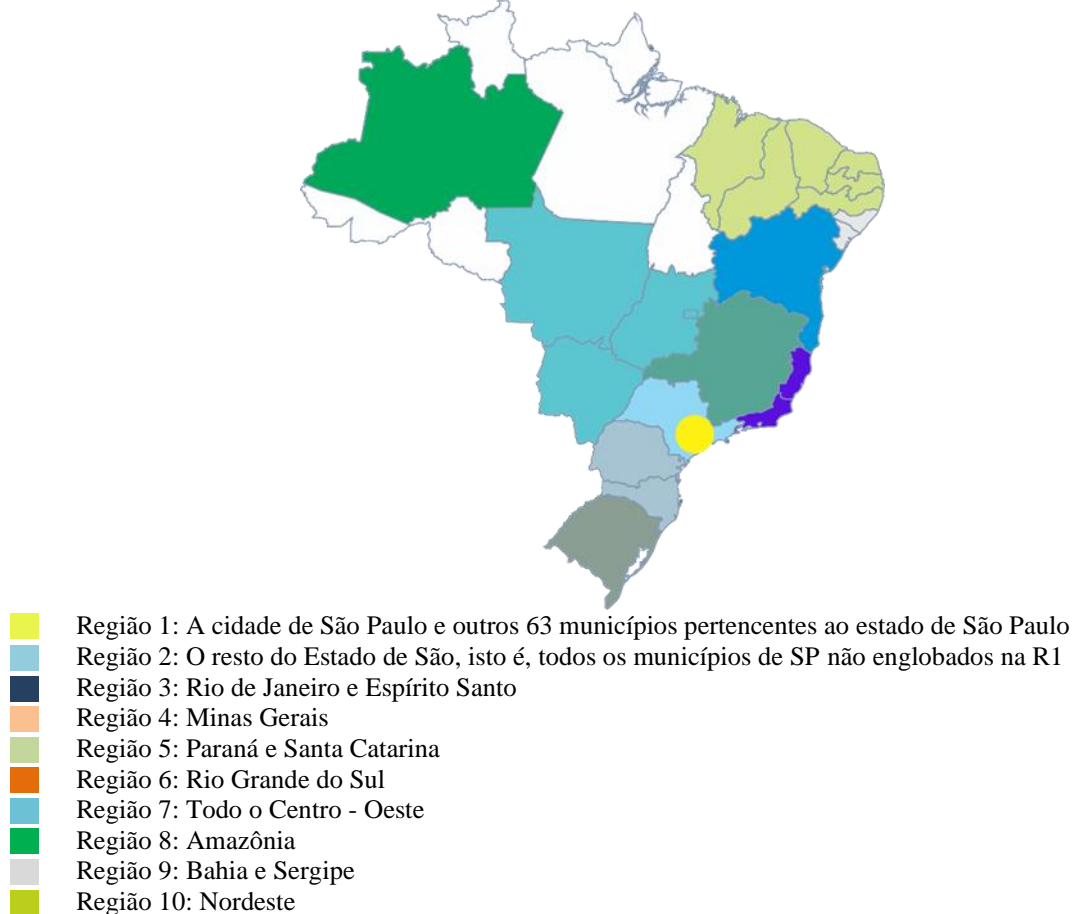 Região 1: A cidade de São Paulo e outros 63 municípios pertencentes ao estado de São Paulo
Região 2: O resto do Estado de São, isto é, todos os municípios de SP não englobados na R1
Região 3: Rio de Janeiro e Espírito Santo
Região 4: Minas Gerais
Região 5: Paraná e Santa Catarina
Região 6: Rio Grande do Sul
Região 7: Todo o Centro - Oeste
Região 8: Amazônia
Região 9: Bahia e Sergipe
Região 10: Nordeste